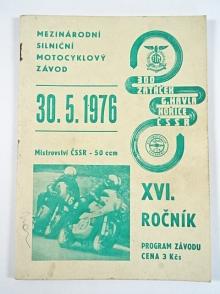 MEZINÁRODNÍ
SILNIČNÍ
MOTOCYKLOVÝ
ZÁVOD
30.5.1976
Mistrovství ČSSR - 50 ccm
300
ZATÁČEK
G. HAVLA
HOŘICE
ČSSR
XVI.
ROČNÍK
PROGRAM ZÁVODU
CENA 3 Kčs